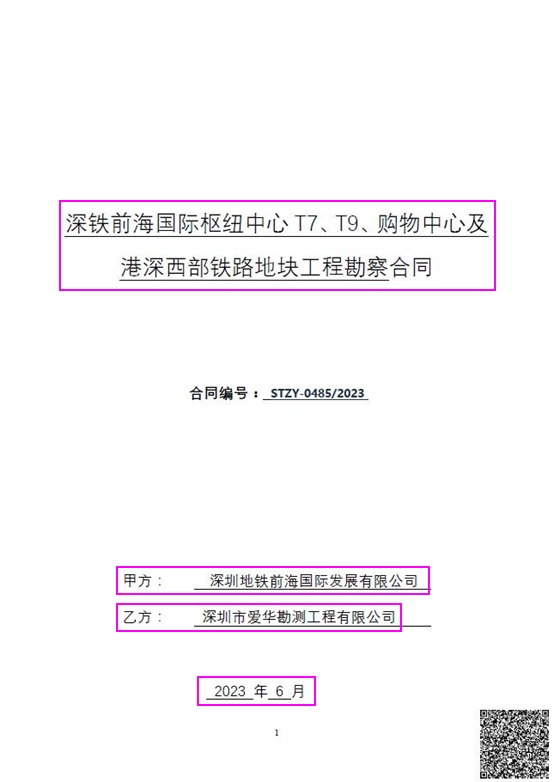 深铁前海国际枢纽中心 T7、T9、购物中心及
港深西部铁路地块工程勘察合同
合同编号： STZY-0485/2023
甲方： 深圳地铁前海国际发展有限公司
乙方： 深圳市爱华勘测工程有限公司
2023 年 6 月
1